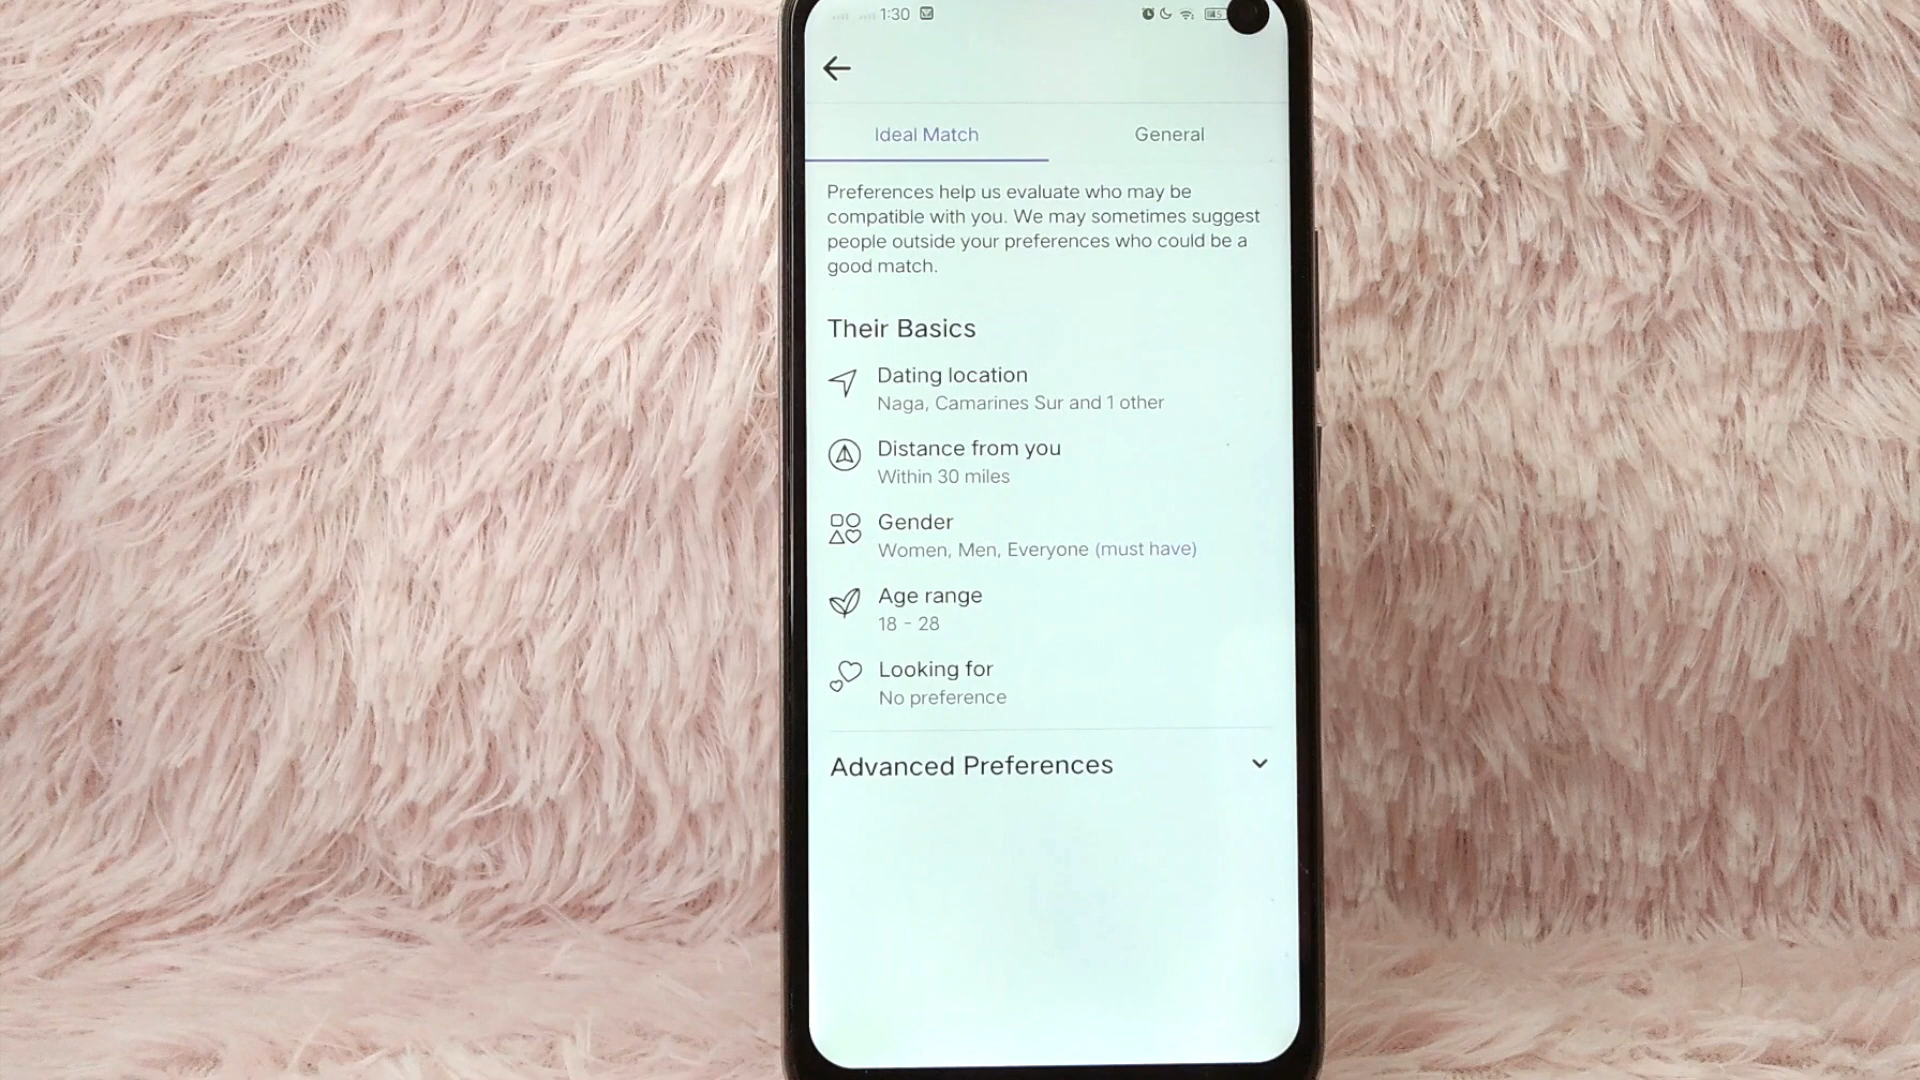 1:30
Ideal Match
General
Preferences help us evaluate who may be
compatible with you. We may sometimes suggest
people outside your preferences who could be a
good match.
Their Basics
Dating location
Naga, Camarines Sur and 1 other
Distance from you
Within 30 miles
Gender
Women, Men, Everyone (must have)
Age range
18 - 28
Looking for
No preference
Advanced Preferences